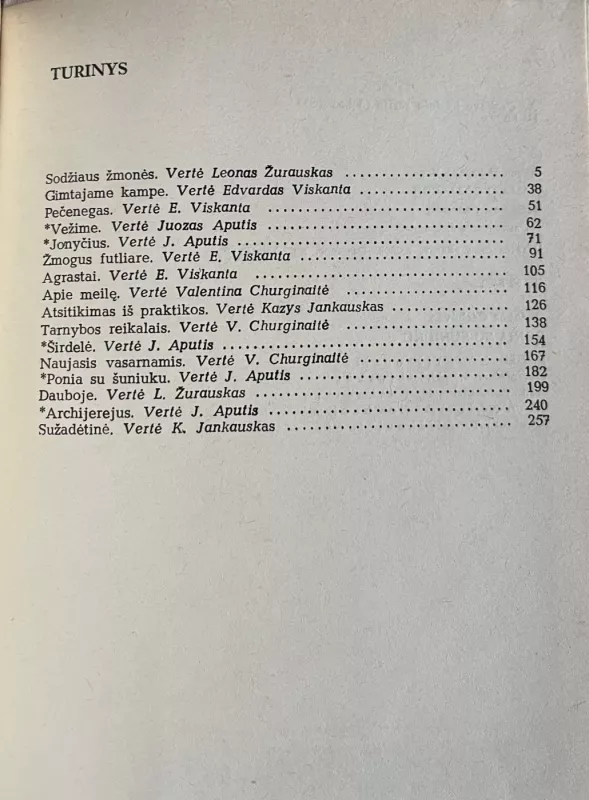 TURINYS
Sodžiaus žmonės. Vertė Leonas Žurauskas ...................... 5
Gimtajame kampe. Vertė Edvardas Viskanta .................... 38
Pečenegas. Vertė E. Viskanta ................................ 51
*Vežime. Vertė Juozas Aputis ................................ 62
*Jonyčius. Vertė J. Aputis .................................. 71
Žmogus futliare. Vertė E. Viskanta .......................... 91
Agrastai. Vertė E. Viskanta ................................. 105
Apie meilę. Vertė Valentina Churginaitė ...................... 116
Atsitikimas iš praktikos. Vertė Kazys Jankauskas ................ 126
Tarnybos reikalais. Vertė V. Churginaitė ...................... 138
*Širdelė. Vertė J. Aputis .................................... 154
Naujasis vasarnamis. Vertė V. Churginaitė .................... 167
*Ponia su šuniuku. Vertė J. Aputis ............................ 182
Dauboje. Vertė L. Žurauskas ................................. 199
*Archijerejus. Vertė J. Aputis ................................ 240
Sužadėtinė. Vertė K. Jankauskas .............................. 257